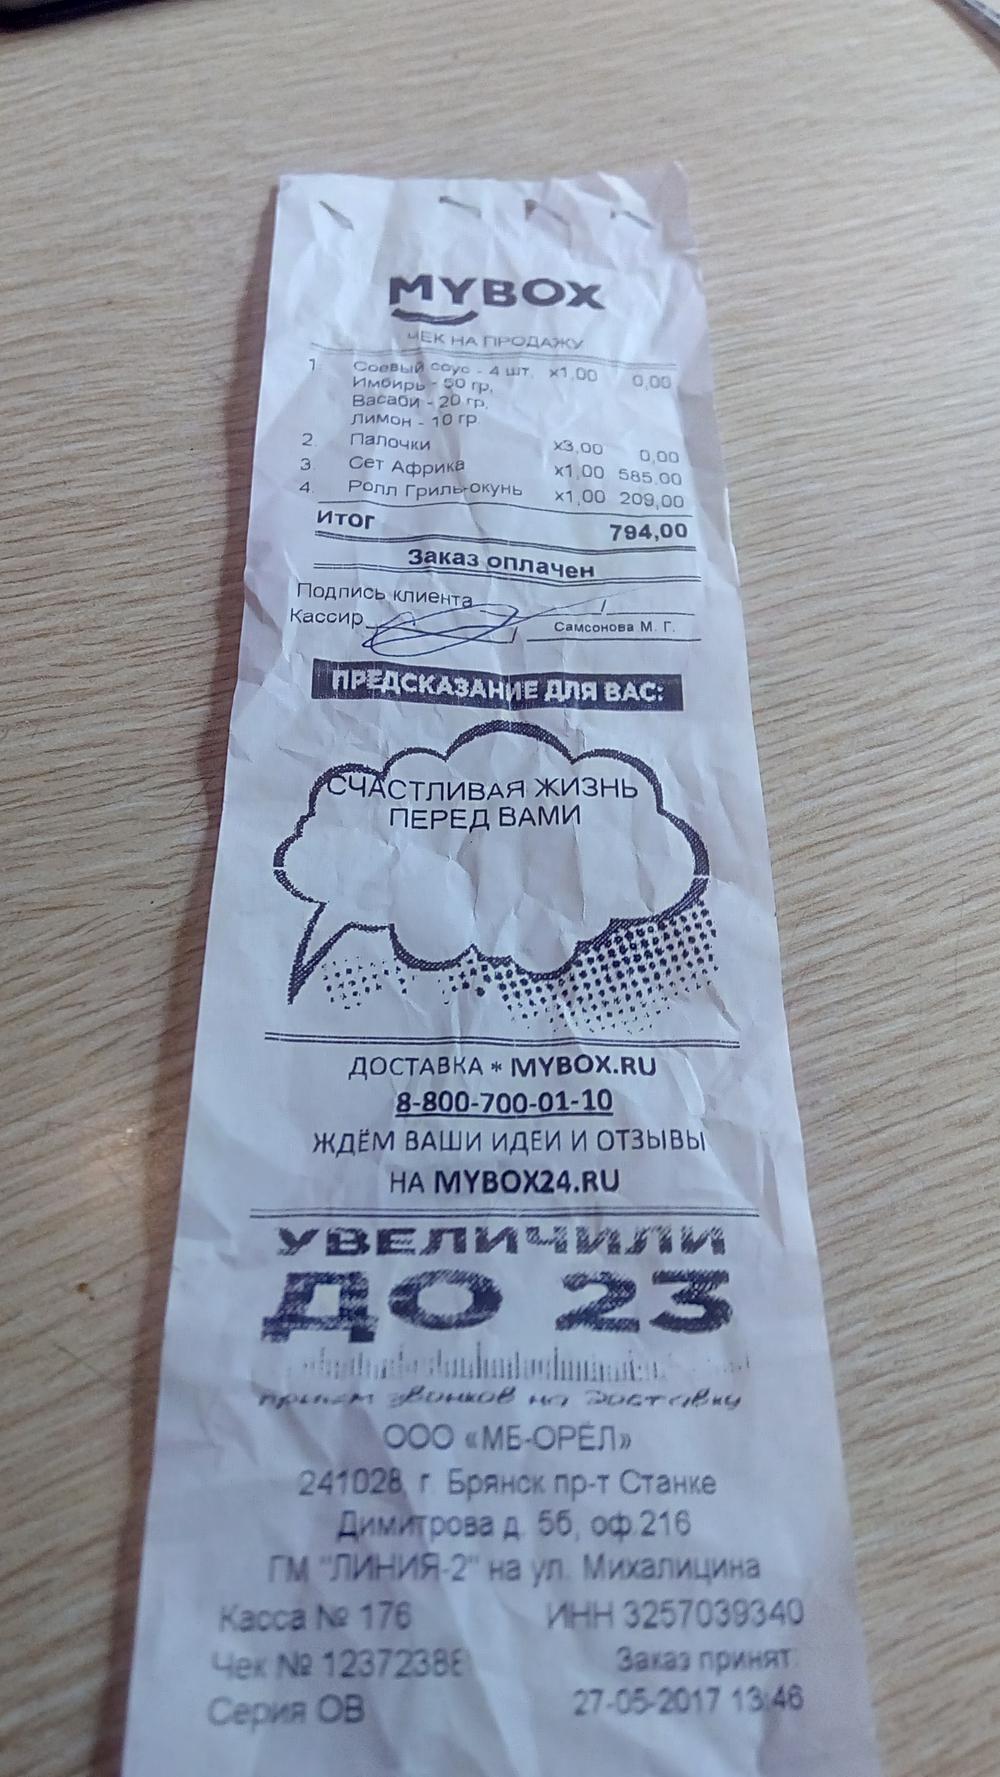 MYBOX
ЧЕК НА ПРОДАЖУ
1. Соевый соус - 4 шт, x1,00 0,00
Имбирь - 50 гр,
Васаби - 20 гр,
Лимон - 10 гр
2. Палочки x3,00 0,00
3. Сет Африка x1,00 585,00
4. Ролл Гриль-окунь x1,00 209,00
ИТОГ 794,00
Заказ оплачен
Подпись клиента /
Кассир / Самсонова М. Г.
ПРЕДСКАЗАНИЕ ДЛЯ ВАС:
СЧАСТЛИВАЯ ЖИЗНЬ
ПЕРЕД ВАМИ
ДОСТАВКА * MYBOX.RU
8-800-700-01-10
ЖДЁМ ВАШИ ИДЕИ И ОТЗЫВЫ
НА MYBOX24.RU
УВЕЛИЧИЛИ
ДО 23
прием звонков на доставку
ООО «МБ-ОРЁЛ»
241028, г. Брянск пр-т Станке
Димитрова д. 5б, оф.216
ГМ "ЛИНИЯ-2" на ул. Михалицина
Касса № 176 ИНН 3257039340
Чек № Заказ принят:
Серия ОВ 27-05-2017 13:46